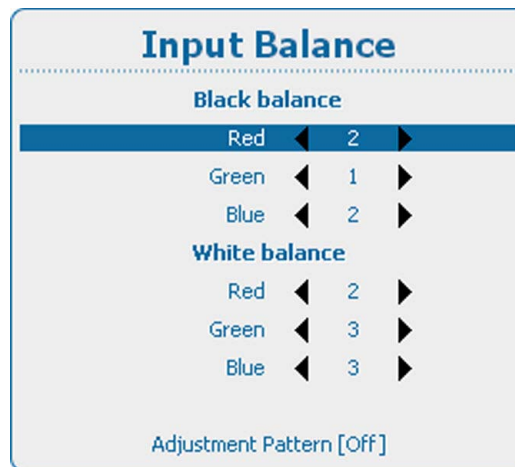 Input Balance
Black balance
Red 2
Green 1
Blue 2
White balance
Red 2
Green 3
Blue 3
Adjustment Pattern [Off]